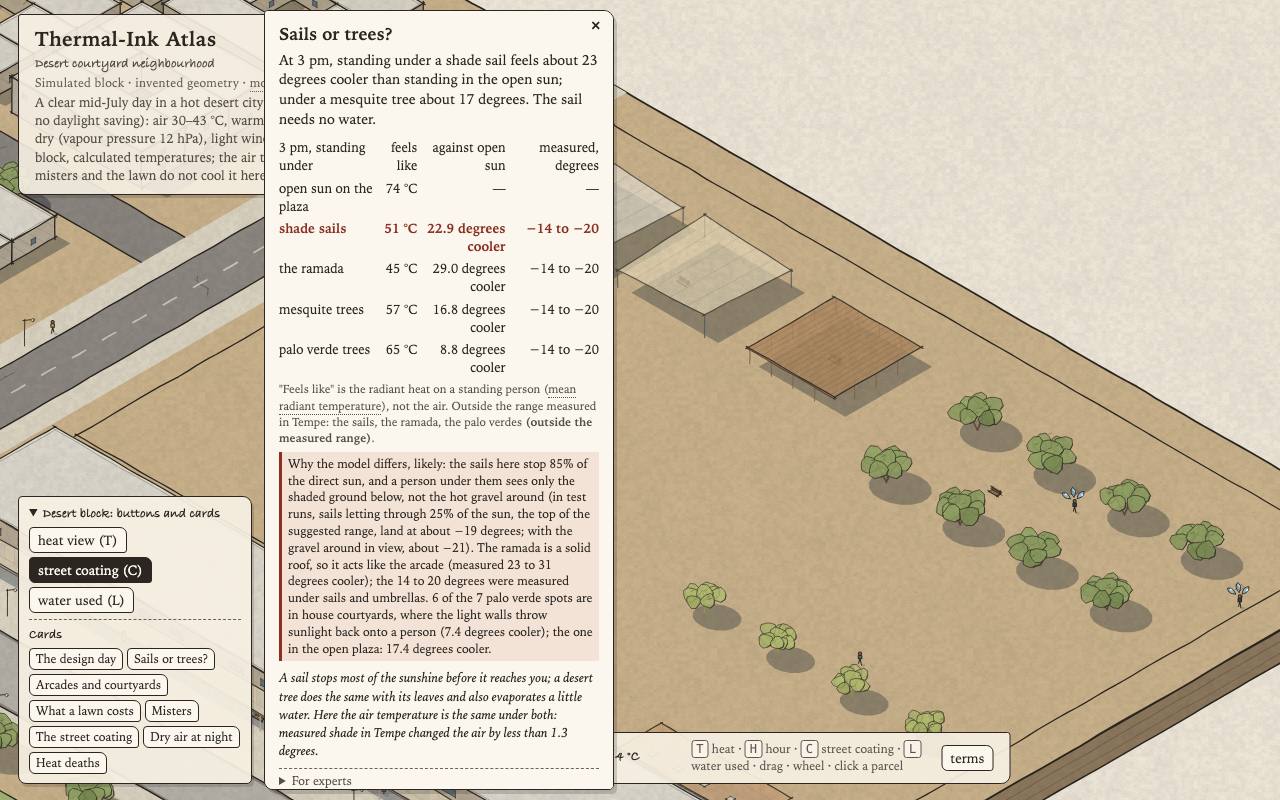 Thermal-Ink Atlas
Desert courtyard neighbourhood
Simulated block · invented geometry ·
A clear mid-July day in a hot desert city
no daylight saving): air 30–43 °C, warm
dry (vapour pressure 12 hPa), light
block, calculated temperatures; the air
misters and the lawn do not cool it here
×
Sails or trees?
At 3 pm, standing under a shade sail feels about 23
degrees cooler than standing in the open sun;
under a mesquite tree about 17 degrees. The sail
needs no water.
3 pm, standing under feels like against open sun measured, degrees
open sun on the plaza 74 °C — —
shade sails 51 °C 22.9 degrees cooler −14 to −20
the ramada 45 °C 29.0 degrees cooler −14 to −20
mesquite trees 57 °C 16.8 degrees cooler −14 to −20
palo verde trees 65 °C 8.8 degrees cooler −14 to −20
"Feels like" is the radiant heat on a standing person (mean
radiant temperature), not the air. Outside the range measured
in Tempe: the sails, the ramada, the palo verdes (outside the
measured range).
Why the model differs, likely: the sails here stop 85% of
the direct sun, and a person under them sees only the
shaded ground below, not the hot gravel around (in test
runs, sails letting through 25% of the sun, the top of the
suggested range, land at about −19 degrees; with the
gravel around in view, about −21). The ramada is a solid
roof, so it acts like the arcade (measured 23 to 31
degrees cooler); the 14 to 20 degrees were measured
under sails and umbrellas. 6 of the 7 palo verde spots are
in house courtyards, where the light walls throw
sunlight back onto a person (7.4 degrees cooler); the one
in the open plaza: 17.4 degrees cooler.
A sail stops most of the sunshine before it reaches you; a desert
tree does the same with its leaves and also evaporates a little
water. Here the air temperature is the same under both:
measured shade in Tempe changed the air by less than 1.3
degrees.
▶ For experts
▼ Desert block: buttons and cards
heat view (T)
street coating (C)
water used (L)
Cards
The design day Sails or trees?
Arcades and courtyards
What a lawn costs Misters
The street coating Dry air at night
Heat deaths
4 °C
T heat · H hour · C street coating · L
water used · drag · wheel · click a parcel
terms